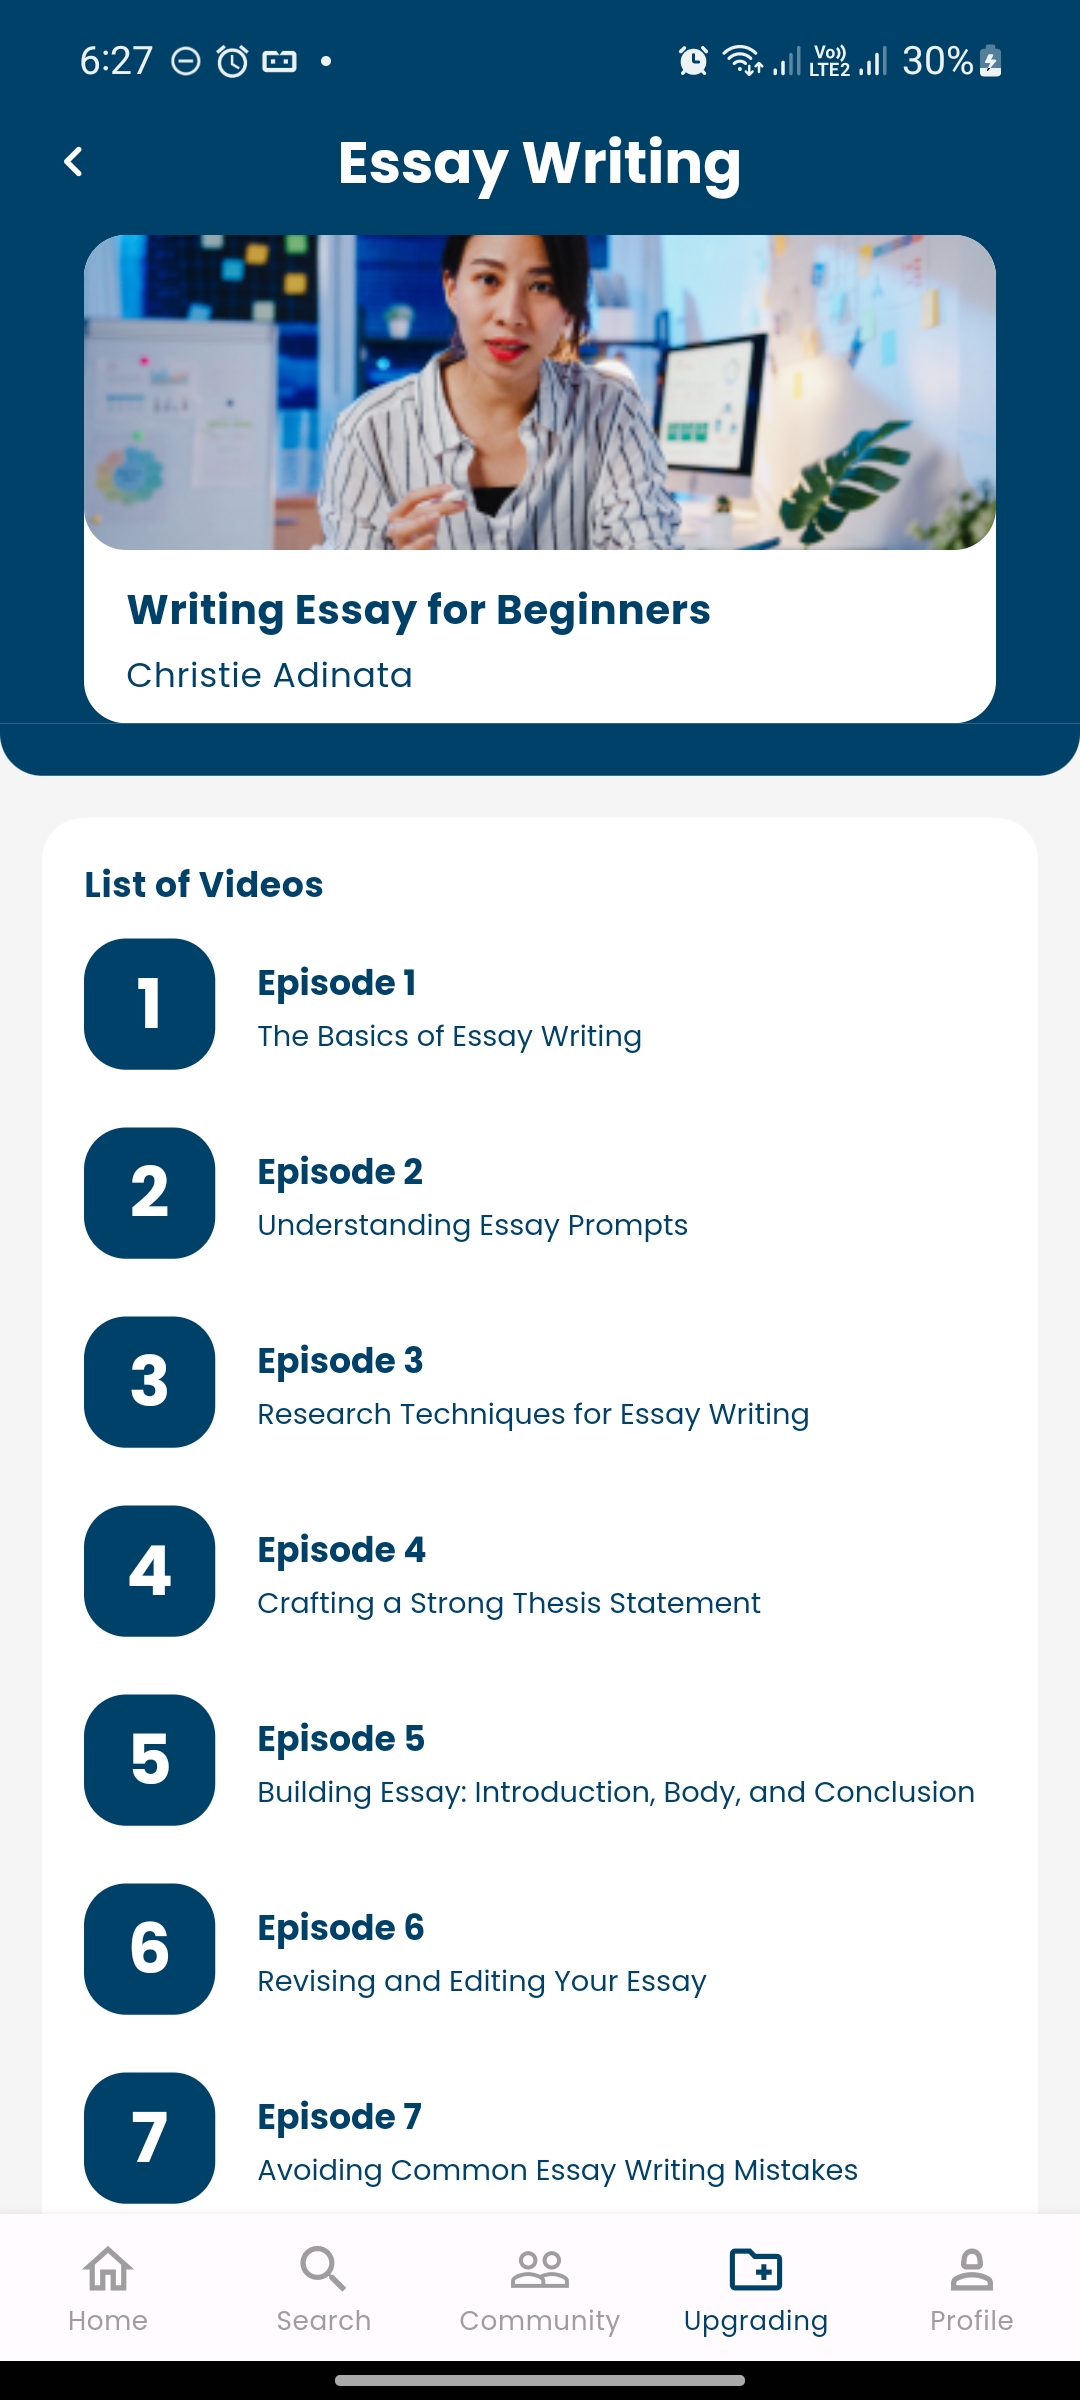 6:27
Vo))
LTE2
30%
Essay Writing
Writing Essay for Beginners
Christie Adinata
List of Videos
1
Episode 1
The Basics of Essay Writing
2
Episode 2
Understanding Essay Prompts
3
Episode 3
Research Techniques for Essay Writing
4
Episode 4
Crafting a Strong Thesis Statement
5
Episode 5
Building Essay: Introduction, Body, and Conclusion
6
Episode 6
Revising and Editing Your Essay
7
Episode 7
Avoiding Common Essay Writing Mistakes
Home
Search
Community
Upgrading
Profile